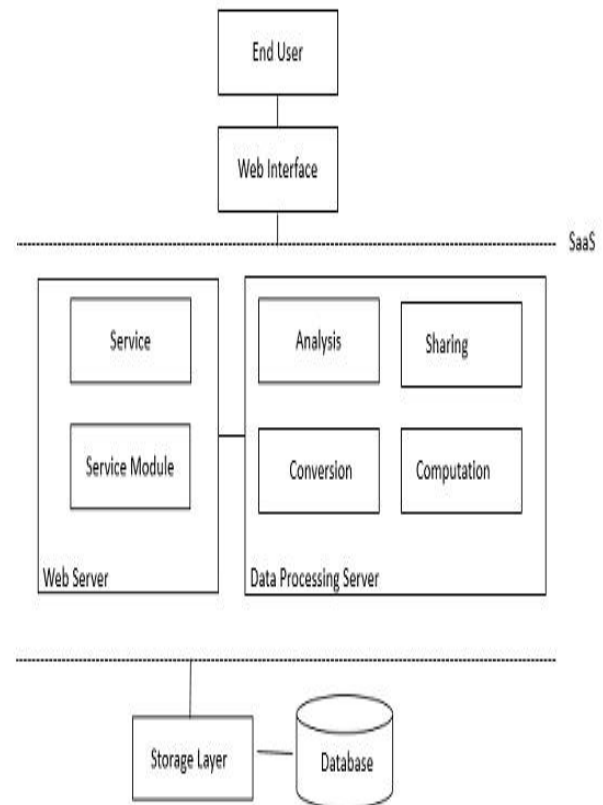 End User
Web Interface
SaaS
Service
Analysis
Sharing
Service Module
Conversion
Computation
Web Server
Data Processing Server
Storage Layer
Database